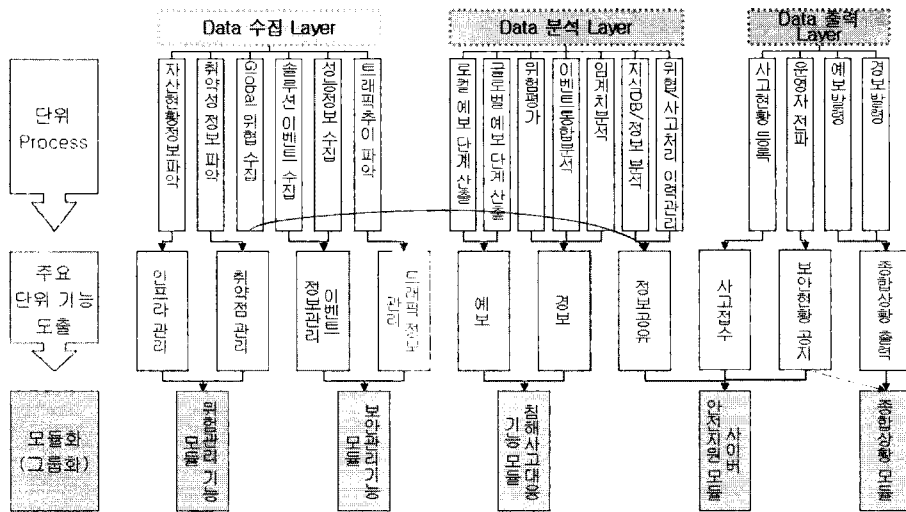 Data 수집 Layer
Data 분석 Layer
Data 출력
Layer
단위
Process
자산현황정보파악
취약성 정보 파악
Global 위협 수집
솔루션 이벤트 수집
성능정보 수집
트래픽추이 파악
로컬 예보 단계 산출
글로벌 예보 단계 산출
위험평가
이벤트통합분석
임계치분석
지식DB/정보 분석
위협/사고처리 이력관리
사고현황 등록
운영자 전파
예보발령
경보발령
주요
단위 기능
도출
인프라 관리
취약점 관리
이벤트
정보관리
트래픽 정보
관리
예보
경보
정보공유
사고접수
보안현황 공지
종합상황 출력
모듈화
(그룹화)
위험관리 기능
모듈
보안관리기능
모듈
침해사고대응
기능 모듈
사이버
안전지원 모듈
종합상황 모듈